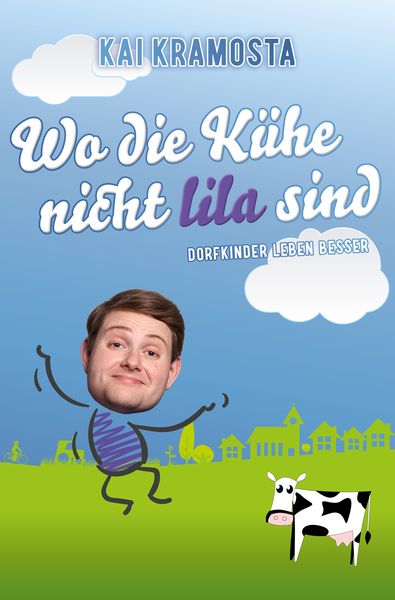 KAI KRAMOSTA
Wo die Kühe
nicht lila sind
DORFKINDER LEBEN BESSER